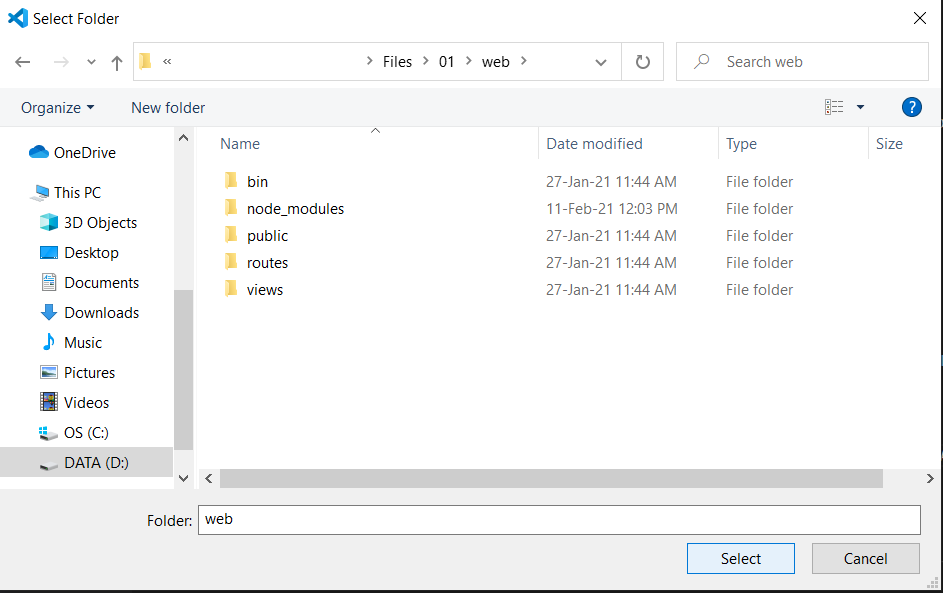 Select Folder
« > Files > 01 > web >
Search web
Organize
New folder
?
OneDrive
This PC
3D Objects
Desktop
Documents
Downloads
Music
Pictures
Videos
OS (C:)
DATA (D:)
Name Date modified Type Size
bin 27-Jan-21 11:44 AM File folder
node_modules 11-Feb-21 12:03 PM File folder
public 27-Jan-21 11:44 AM File folder
routes 27-Jan-21 11:44 AM File folder
views 27-Jan-21 11:44 AM File folder
Folder: web
Select Cancel